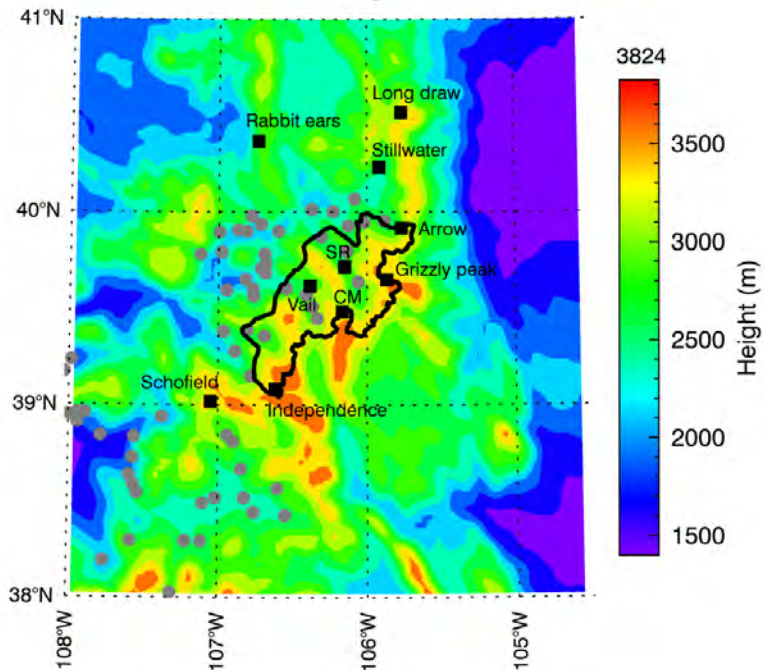 41°N
3824
Long draw
Rabbit ears
3500
Stillwater
40°N
Arrow
3000
SR
Grizzly peak
Vail
CM
2500
Height (m)
Schofield
39°N
Independence
2000
1500
38°N
108°W
107°W
106°W
105°W